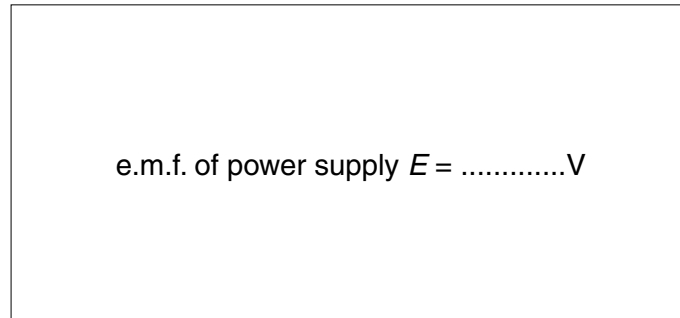 e.m.f. of power supply E = .............V